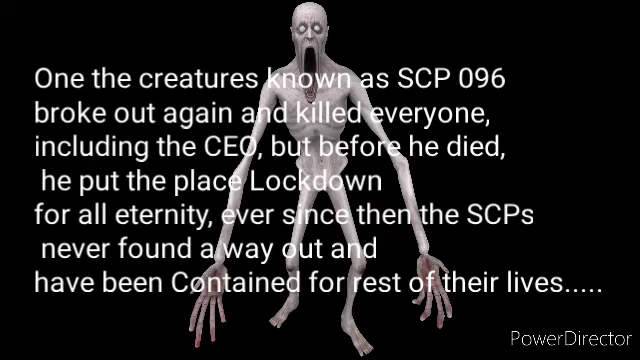 One the creatures known as SCP 096
broke out again and killed everyone,
including the CEO, but before he died,
he put the place Lockdown
for all eternity, ever since then the SCPs
never found a way out and
have been Contained for rest of their lives.....
PowerDirector